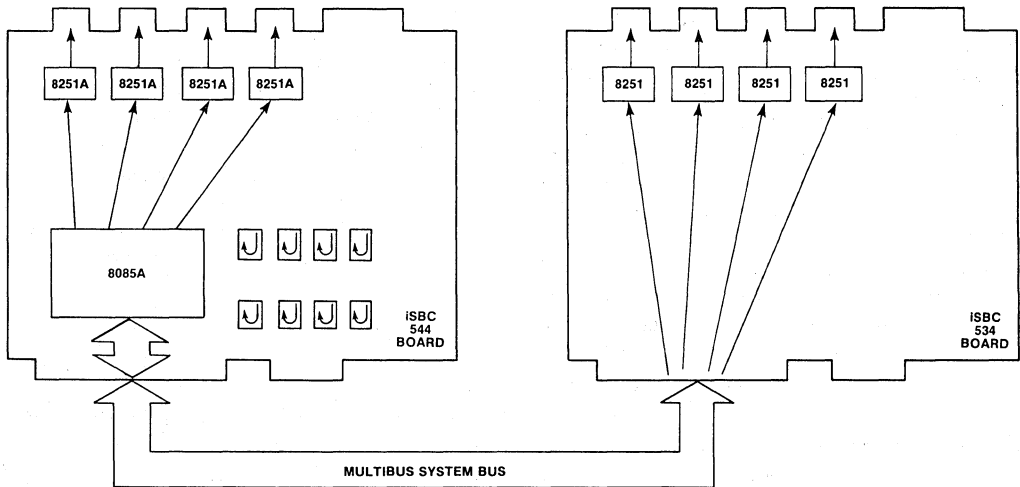 8251A 8251A 8251A 8251A
8085A
iSBC
544
BOARD
8251 8251 8251 8251
iSBC
534
BOARD
MULTIBUS SYSTEM BUS